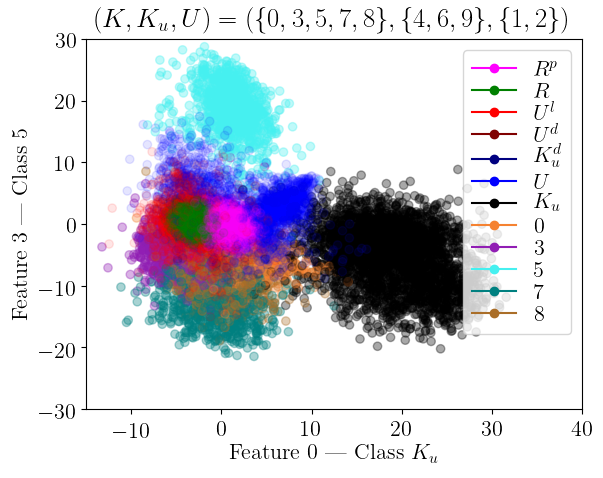 (K, K_u, U) = ({0, 3, 5, 7, 8}, {4, 6, 9}, {1, 2})
30
20
10
0
−10
−20
−30
Feature 3 — Class 5
R^p
R
U^l
U^d
K_u^d
U
K_u
0
3
5
7
8
−10
0
10
20
30
40
Feature 0 — Class K_u